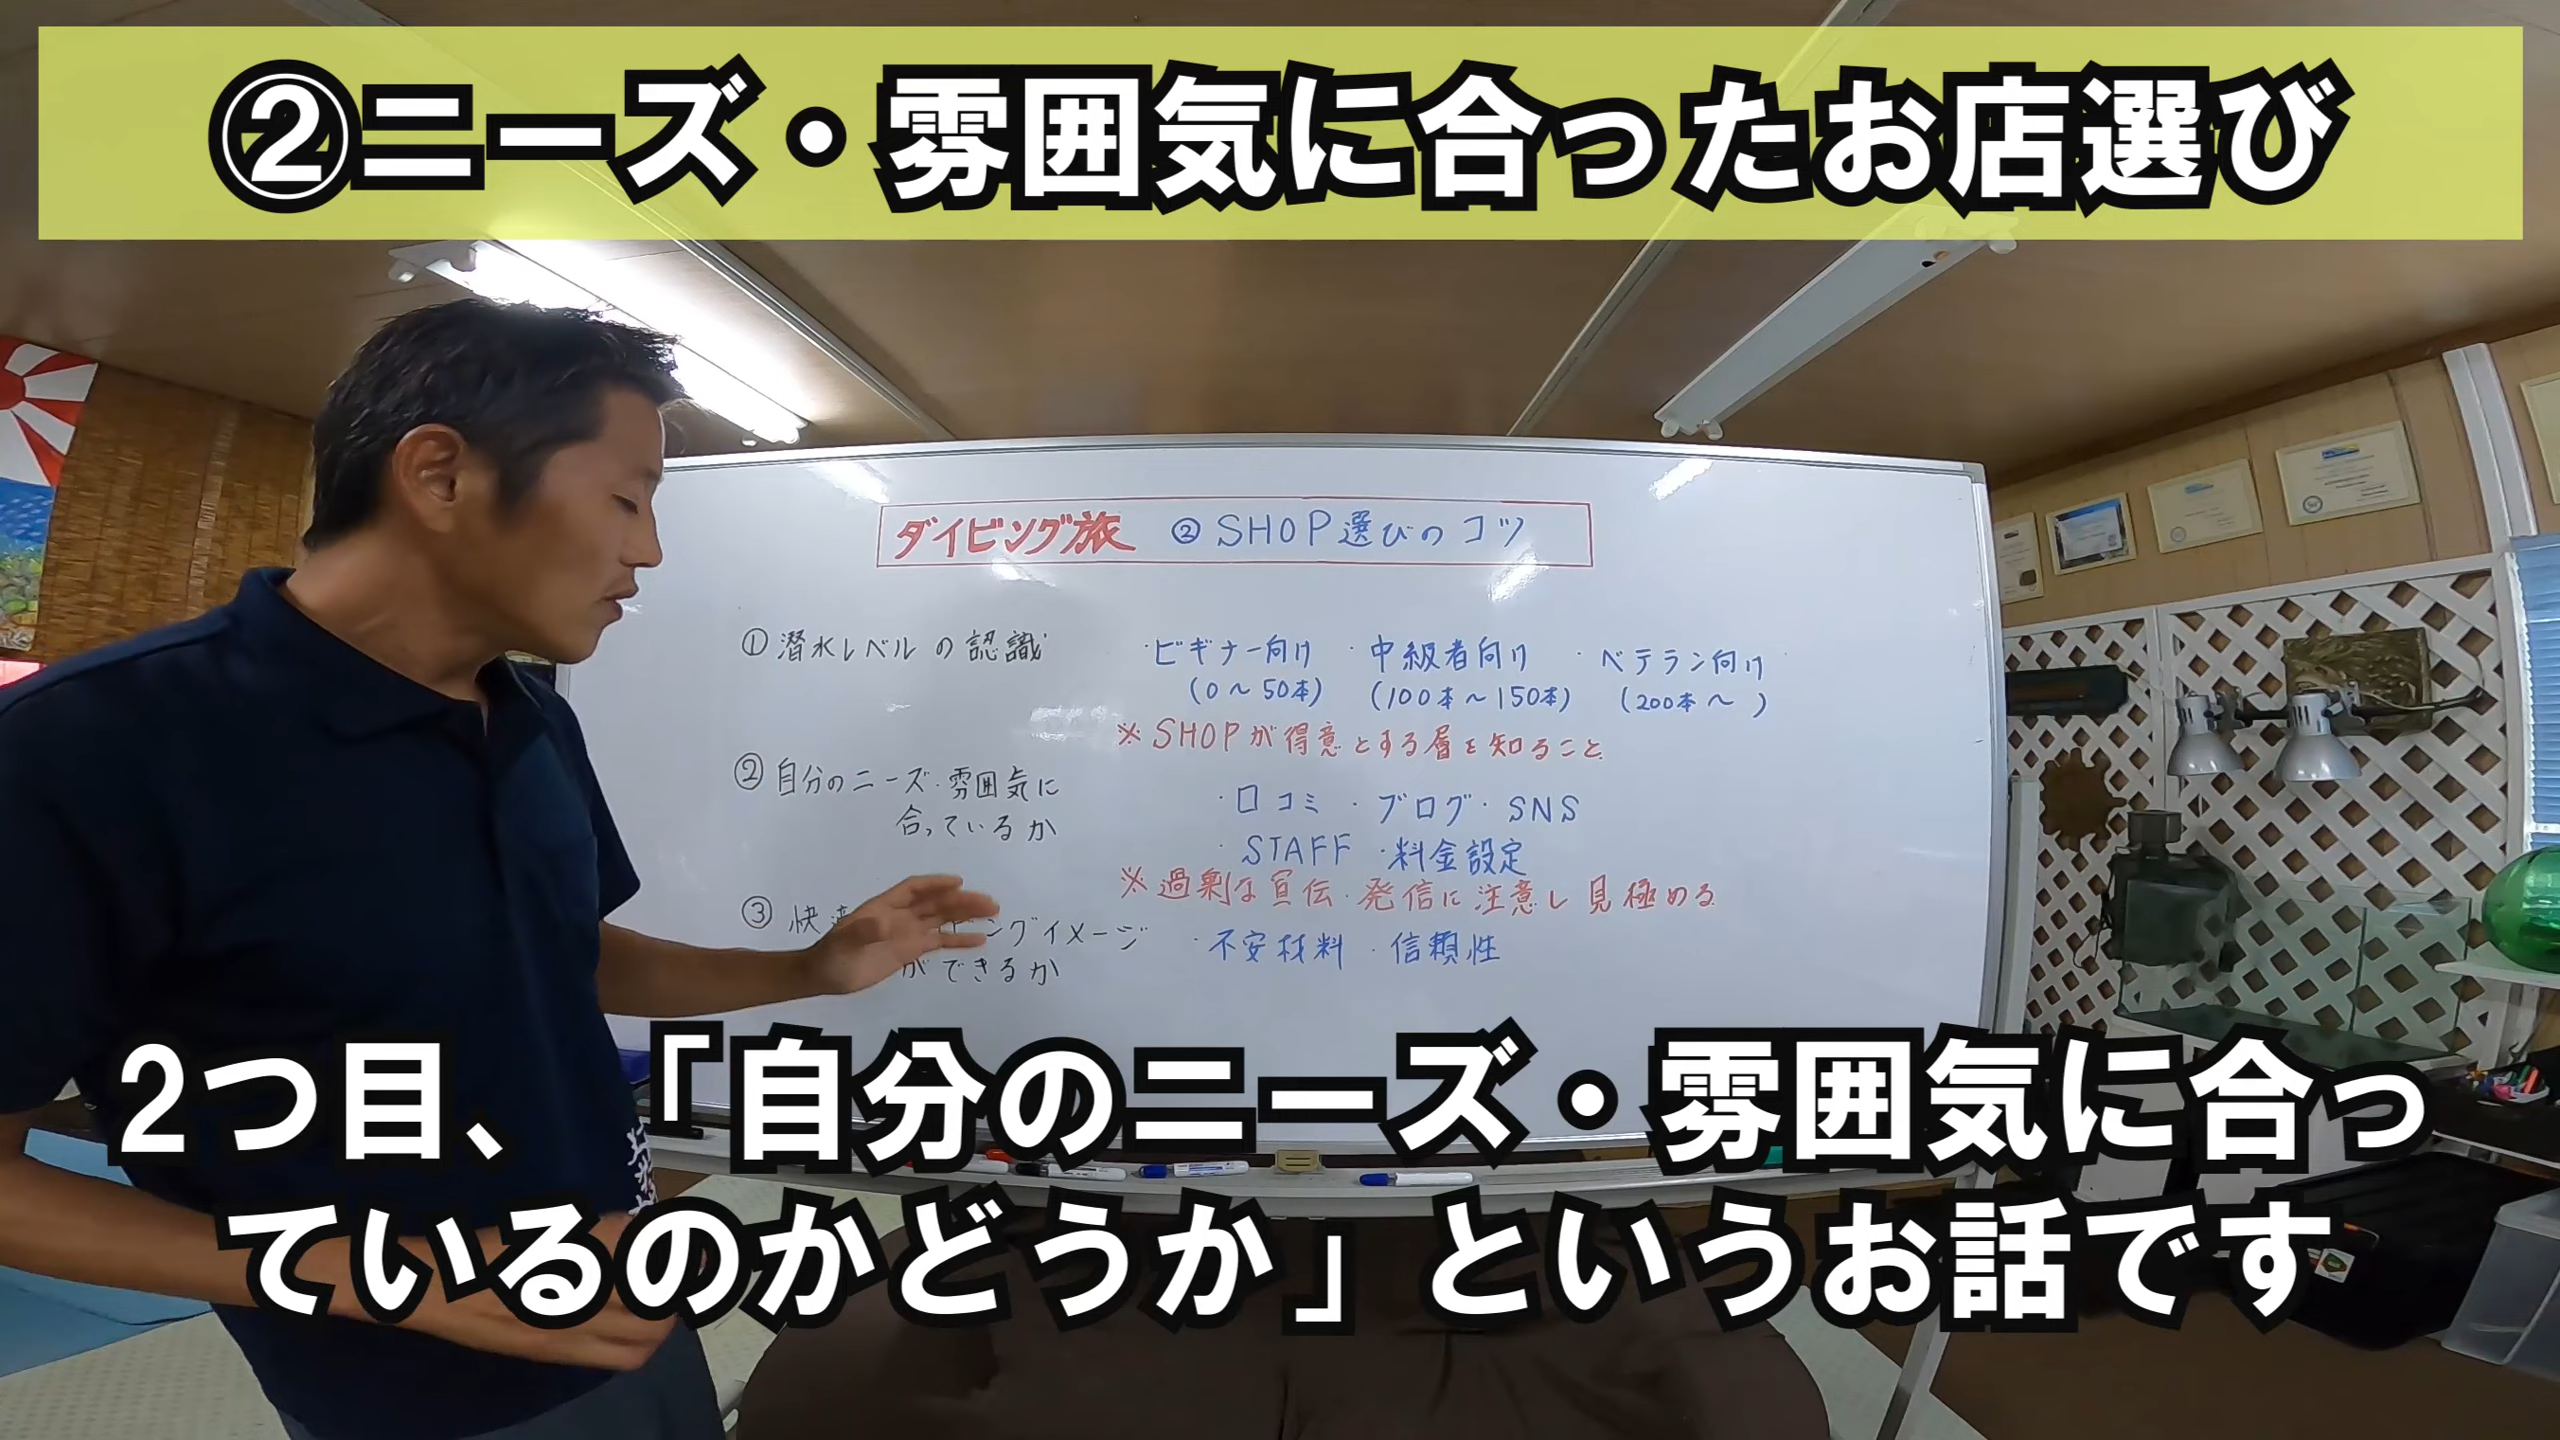 ②ニーズ・雰囲気に合ったお店選び
ダイビング旅 ② SHOP選びのコツ
① 潜水レベルの認識
・ビギナー向け ・中級者向け ・ベテラン向け
(0～50本) (100本～150本) (200本～ )
※SHOPが得意とする層を知ること
② 自分のニーズ・雰囲気に
合っているか
・口コミ ・ブログ・SNS
・STAFF ・料金設定
※過剰な宣伝・発信に注意し見極める
③ 快適 ビングイメージ
ができるか
・不安材料 ・信頼性
2つ目、「自分のニーズ・雰囲気に合っ
ているのかどうか」というお話です